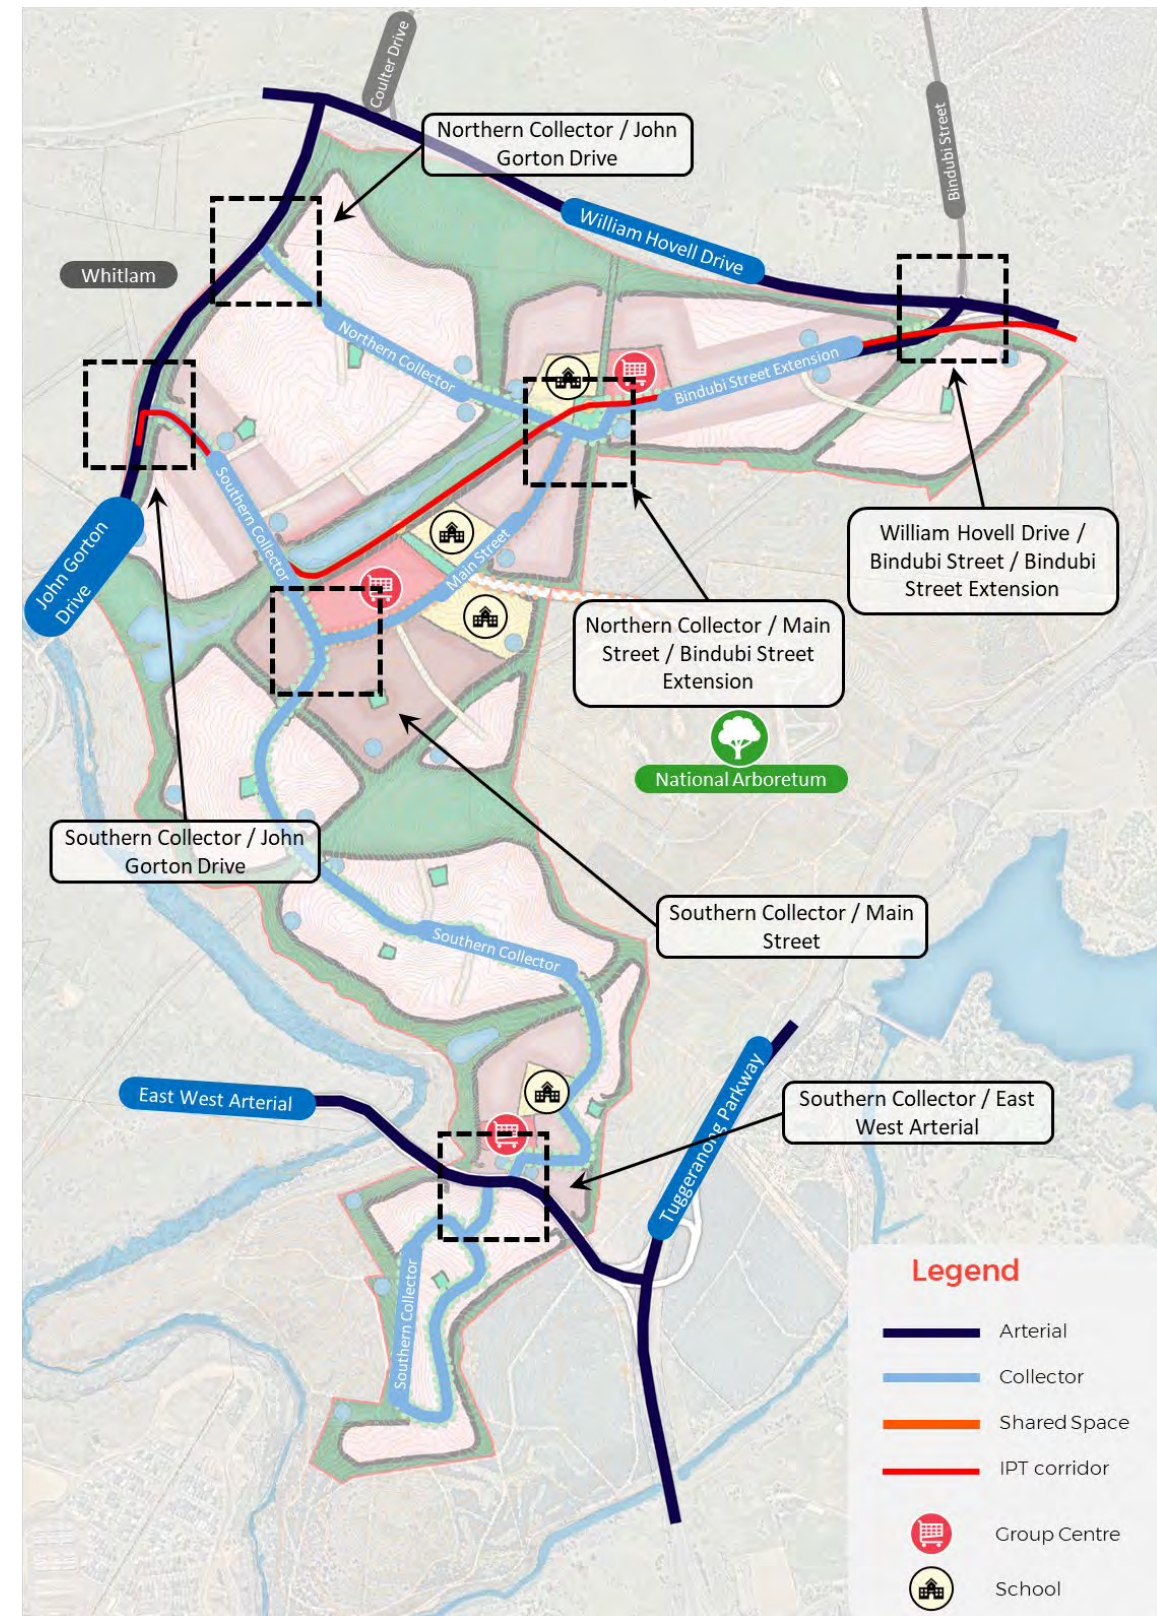 Coulter Drive
Northern Collector / John
Gorton Drive
Bindubi Street
William Hovell Drive
Whitlam
Northern Collector
Bindubi Street Extension
Southern Collector
John Gorton
Drive
Main Street
William Hovell Drive /
Bindubi Street / Bindubi
Street Extension
Northern Collector / Main
Street / Bindubi Street
Extension
National Arboretum
Southern Collector / John
Gorton Drive
Southern Collector / Main
Street
Southern Collector
East West Arterial
Tuggeranong Parkway
Southern Collector / East
West Arterial
Southern Collector
Legend
Arterial
Collector
Shared Space
IPT corridor
Group Centre
School